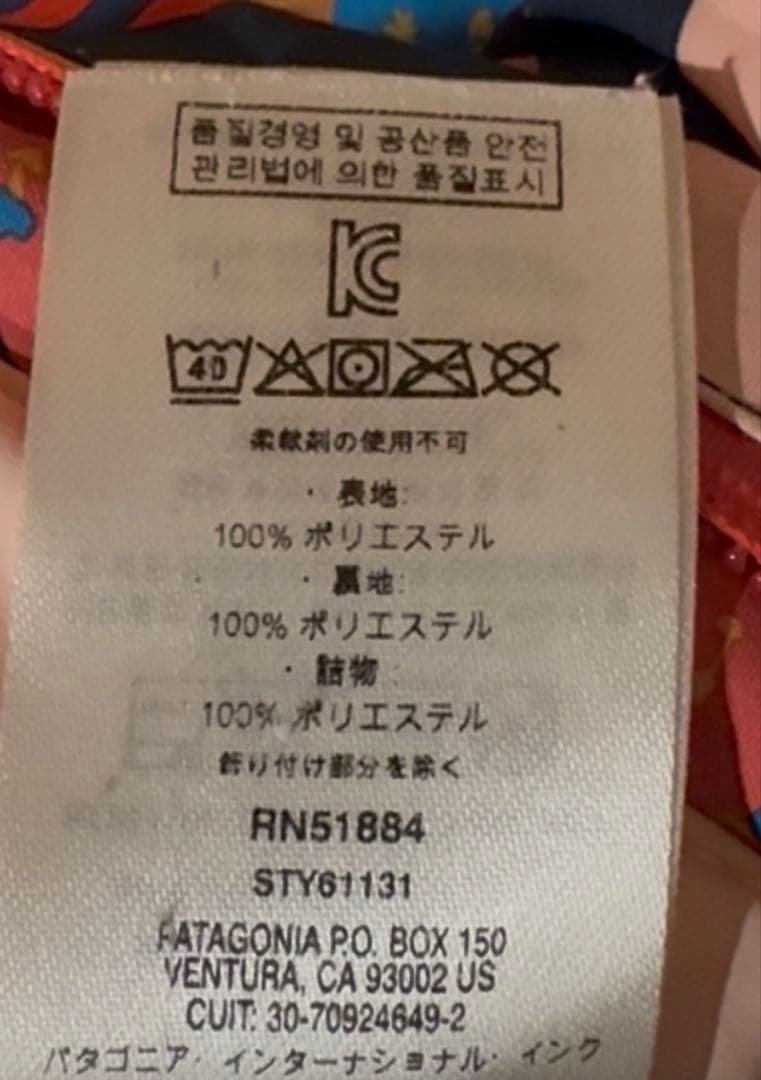 품질경영 및 공산품 안전
관리법에 의한 품질표시
KC
40
柔軟剤の使用不可
・表地:
100% ポリエステル
・裏地:
100% ポリエステル
・詰物:
100% ポリエステル
飾り付け部分を除く
RN51884
STY61131
PATAGONIA P.O. BOX 150
VENTURA, CA 93002 US
CUIT: 30-70924649-2
パタゴニア・インターナショナル・インク